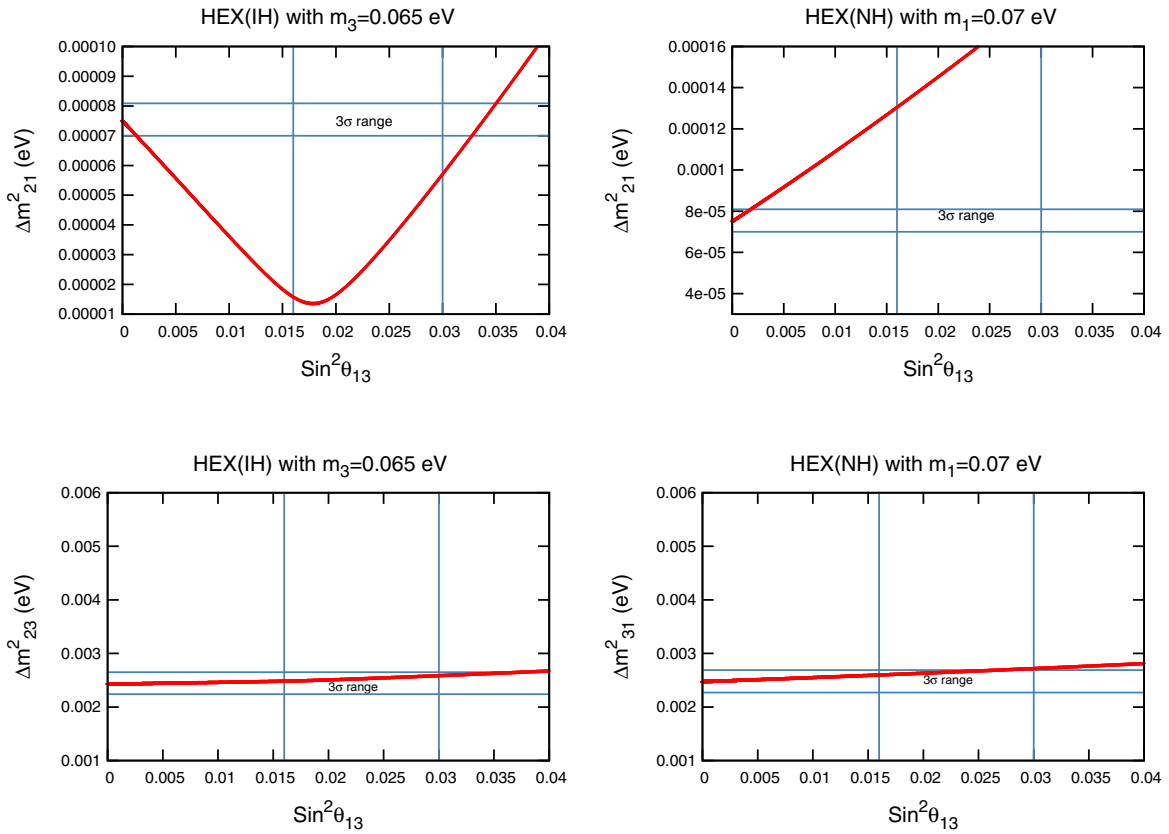 HEX(IH) with m3=0.065 eV
Δm²21 (eV)
0.00010
0.00009
0.00008
0.00007
0.00006
0.00005
0.00004
0.00003
0.00002
0.00001
3σ range
0 0.005 0.01 0.015 0.02 0.025 0.03 0.035 0.04
Sin²θ13
HEX(NH) with m1=0.07 eV
Δm²21 (eV)
0.00016
0.00014
0.00012
0.0001
8e-05
6e-05
4e-05
3σ range
0 0.005 0.01 0.015 0.02 0.025 0.03 0.035 0.04
Sin²θ13
HEX(IH) with m3=0.065 eV
Δm²23 (eV)
0.006
0.005
0.004
0.003
0.002
0.001
3σ range
0 0.005 0.01 0.015 0.02 0.025 0.03 0.035 0.04
Sin²θ13
HEX(NH) with m1=0.07 eV
Δm²31 (eV)
0.006
0.005
0.004
0.003
0.002
0.001
3σ range
0 0.005 0.01 0.015 0.02 0.025 0.03 0.035 0.04
Sin²θ13